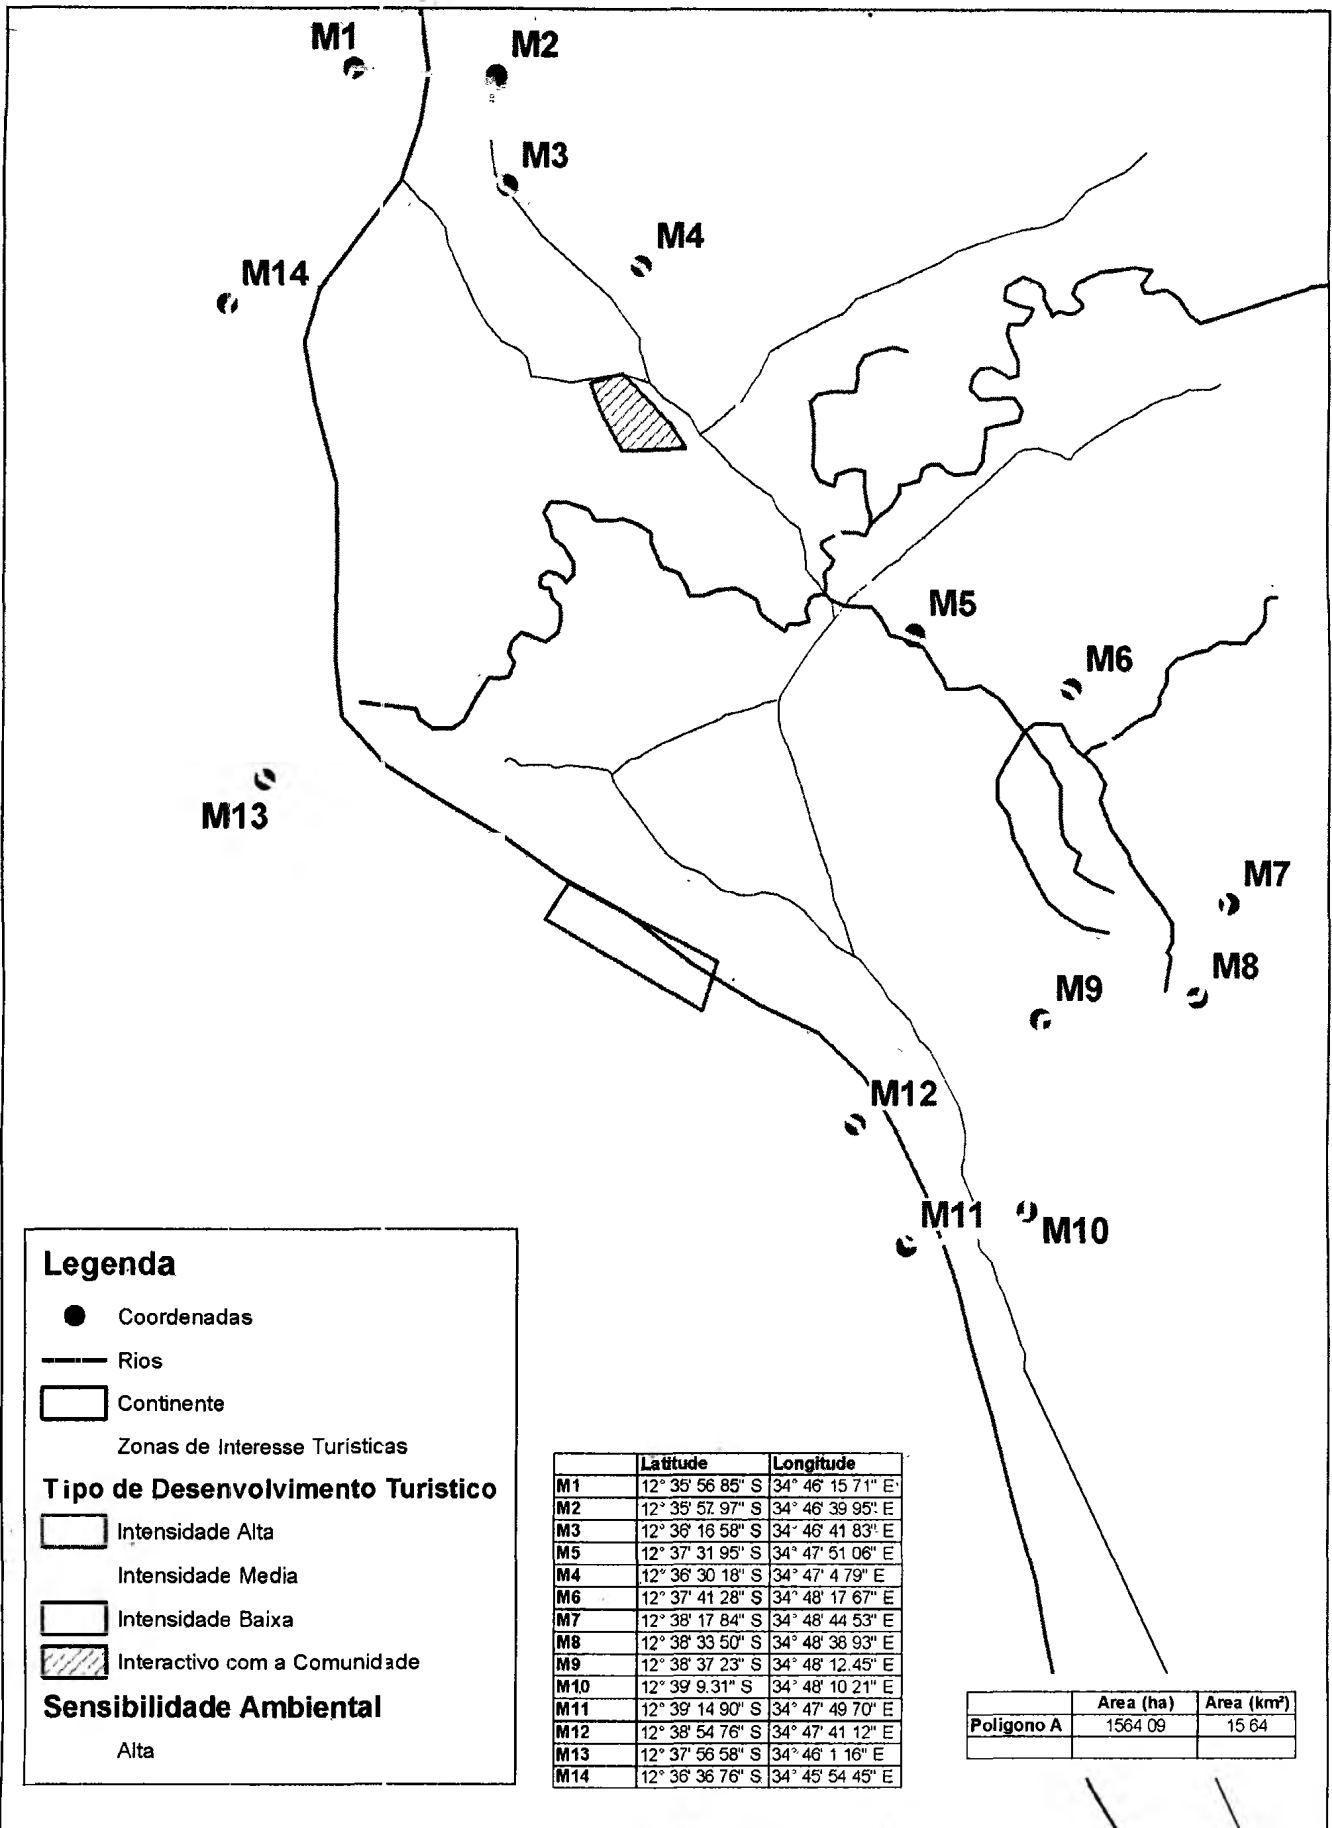 M1
M2
M3
M4
M14
M5
M6
M13
M7
M8
M9
M12
M11
M10
Legenda
Coordenadas
Rios
Continente
Zonas de Interesse Turísticas
Tipo de Desenvolvimento Turistico
Intensidade Alta
Intensidade Media
Intensidade Baixa
Interactivo com a Comunidade
Sensibilidade Ambiental
Alta
Latitude Longitude
M1 12° 35' 56 85" S 34° 46' 15 71" E
M2 12° 35' 57.97" S 34° 46' 39 95" E
M3 12° 36' 16 58" S 34° 46' 41 83" E
M5 12° 37' 31 95" S 34° 47' 51 06" E
M4 12° 36' 30 18" S 34° 47' 4 79" E
M6 12° 37' 41 28" S 34° 48' 17 67" E
M7 12° 38' 17 84" S 34° 48' 44 53" E
M8 12° 38' 33 50" S 34° 48' 38 93" E
M9 12° 38' 37 23" S 34° 48' 12.45" E
M10 12° 39' 9.31" S 34° 48' 10 21" E
M11 12° 39' 14 90" S 34° 47' 49 70" E
M12 12° 38' 54 76" S 34° 47' 41 12" E
M13 12° 37' 56 58" S 34° 46' 1 16" E
M14 12° 36' 36 76" S 34° 45' 54 45" E
Area (ha) Area (km²)
Poligono A 1564 09 15 64